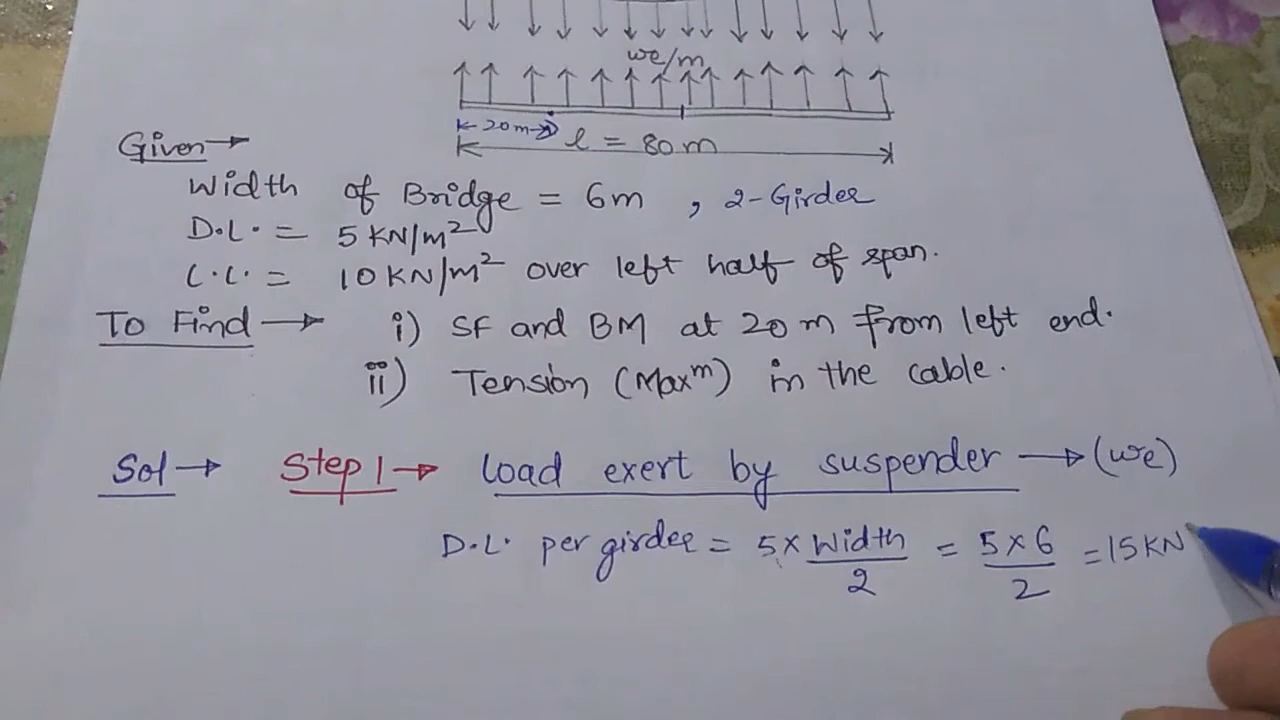 we/m
20m
l = 80m
Given →
Width of Bridge = 6m , 2-Girder
D.L. = 5 KN/m²
L.L. = 10 KN/m² over left half of span.
To Find → i) SF and BM at 20 m from left end.
ii) Tension (Maxᵐ) in the cable.
Sol → Step 1 → load exert by suspender → (we)
D.L. per girder = 5 × Width/2 = 5×6/2 = 15 KN